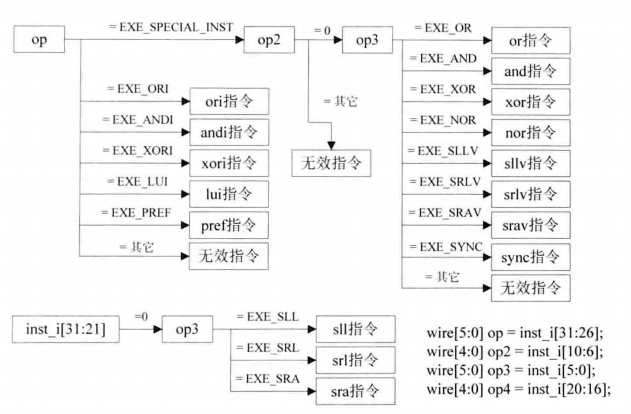 op
= EXE_SPECIAL_INST
op2
= 0
op3
= EXE_OR
or指令
= EXE_AND
and指令
= EXE_XOR
xor指令
= EXE_NOR
nor指令
= EXE_SLLV
sllv指令
= EXE_SRLV
srlv指令
= EXE_SRAV
srav指令
= EXE_SYNC
sync指令
= 其它
无效指令
= 其它
无效指令
= EXE_ORI
ori指令
= EXE_ANDI
andi指令
= EXE_XORI
xori指令
= EXE_LUI
lui指令
= EXE_PREF
pref指令
= 其它
无效指令
inst_i[31:21]
=0
op3
= EXE_SLL
sll指令
= EXE_SRL
srl指令
= EXE_SRA
sra指令
wire[5:0] op = inst_i[31:26];
wire[4:0] op2 = inst_i[10:6];
wire[5:0] op3 = inst_i[5:0];
wire[4:0] op4 = inst_i[20:16];